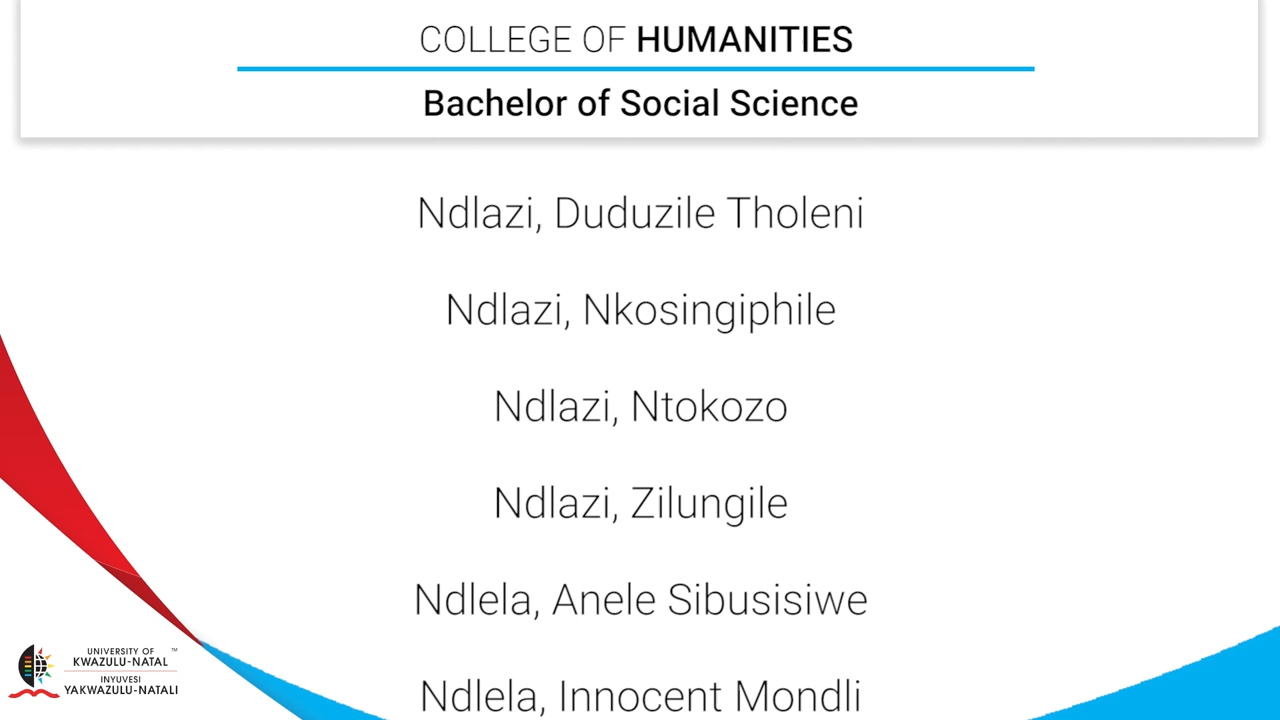 COLLEGE OF HUMANITIES
Bachelor of Social Science
Ndlazi, Duduzile Tholeni
Ndlazi, Nkosingiphile
Ndlazi, Ntokozo
Ndlazi, Zilungile
Ndlela, Anele Sibusisiwe
Ndlela, Innocent Mondli
UNIVERSITY OF ™
KWAZULU-NATAL
INYUVESI
YAKWAZULU-NATALI